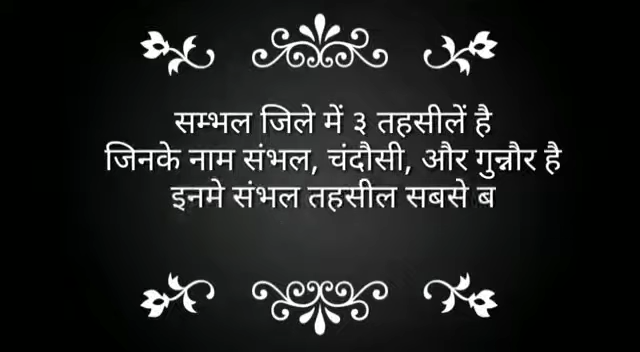 सम्भल जिले में ३ तहसीलें है
जिनके नाम संभल, चंदौसी, और गुन्नौर है
इनमे संभल तहसील सबसे ब